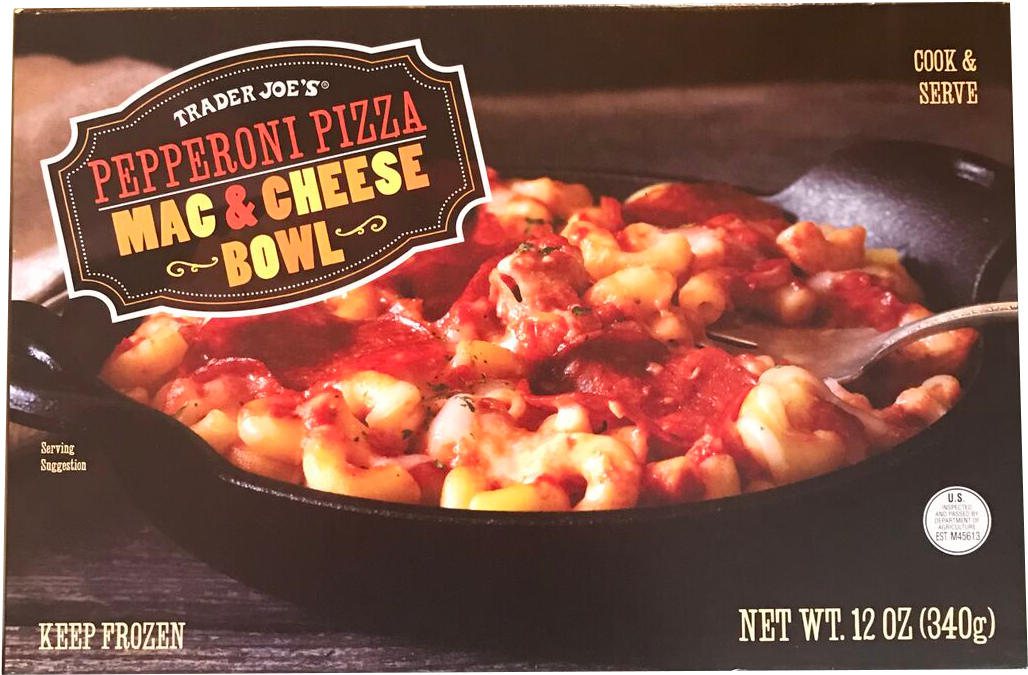 TRADER JOE'S®
PEPPERONI PIZZA
MAC & CHEESE
BOWL
COOK &
SERVE
Serving
Suggestion
U.S.
INSPECTED
AND PASSED BY
DEPARTMENT OF
AGRICULTURE
EST. M45613
KEEP FROZEN
NET WT. 12 OZ (340g)